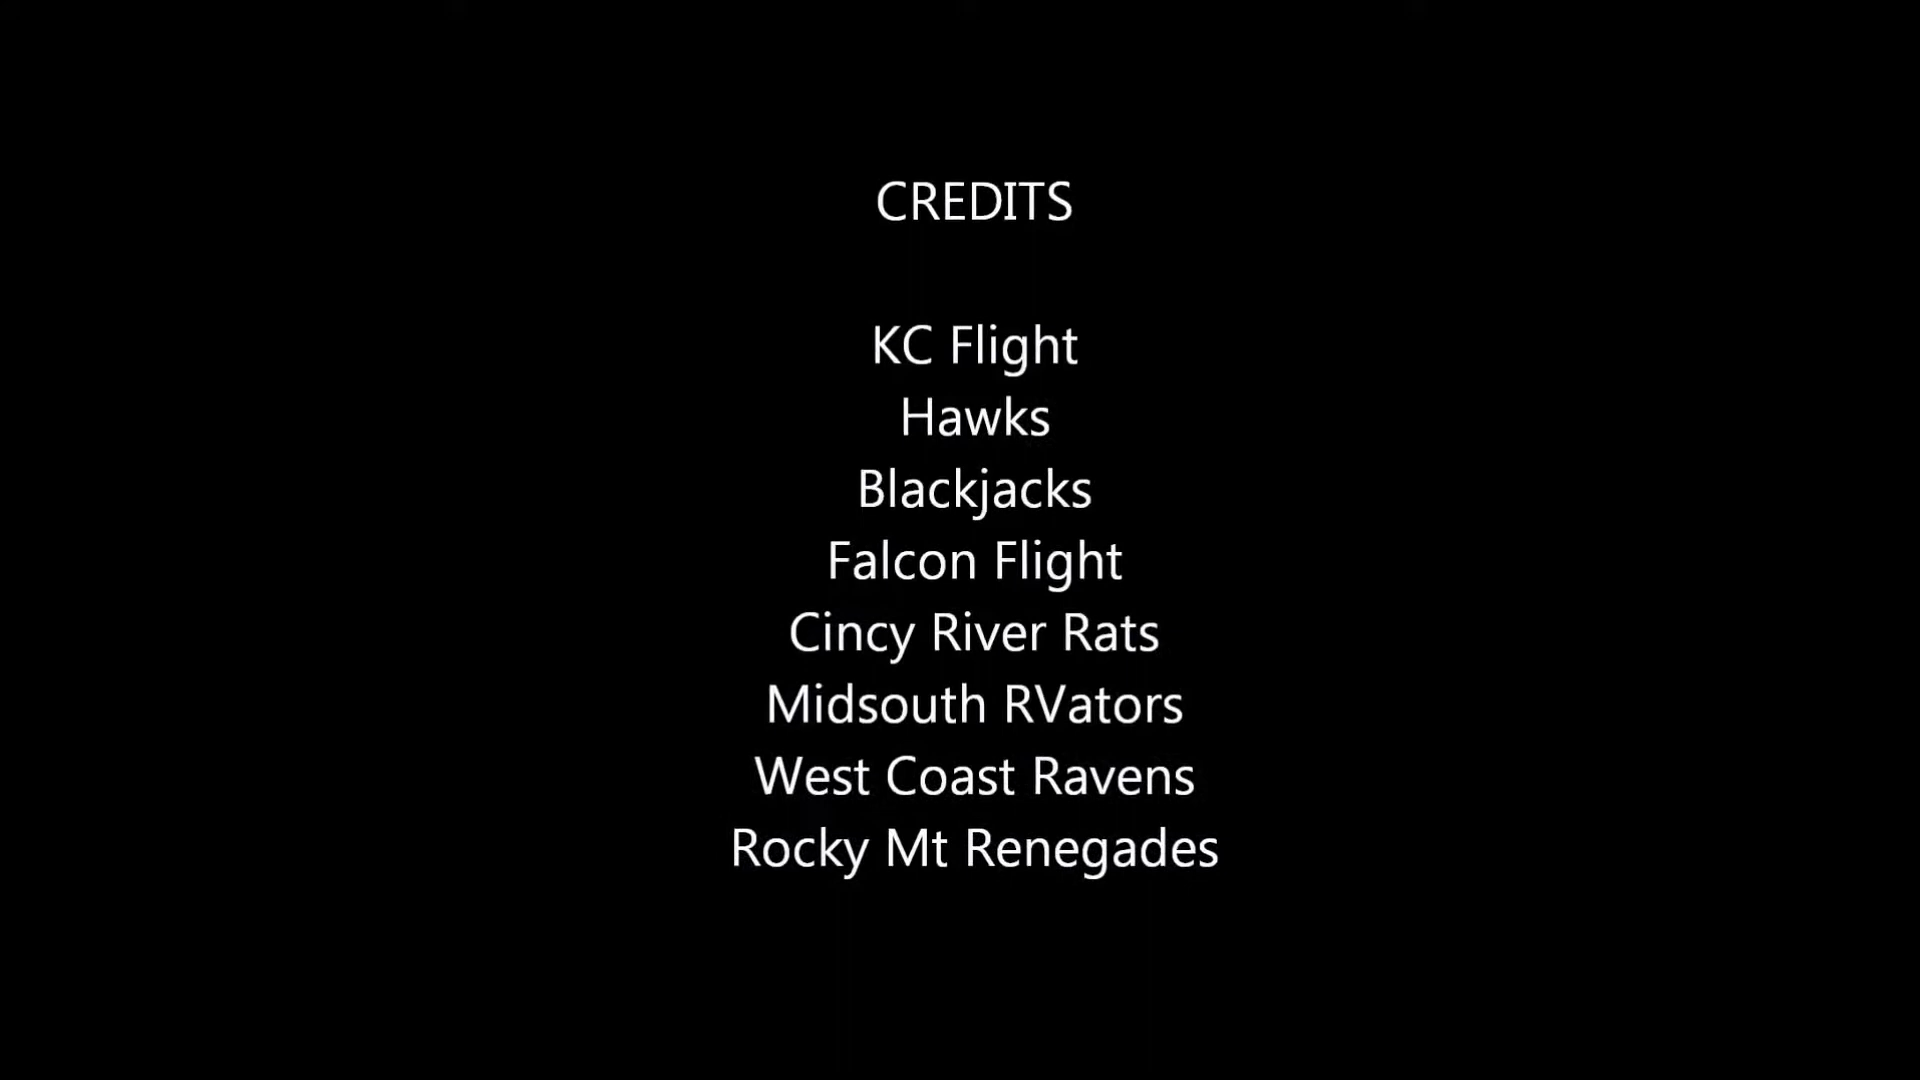 CREDITS
KC Flight
Hawks
Blackjacks
Falcon Flight
Cincy River Rats
Midsouth RVators
West Coast Ravens
Rocky Mt Renegades